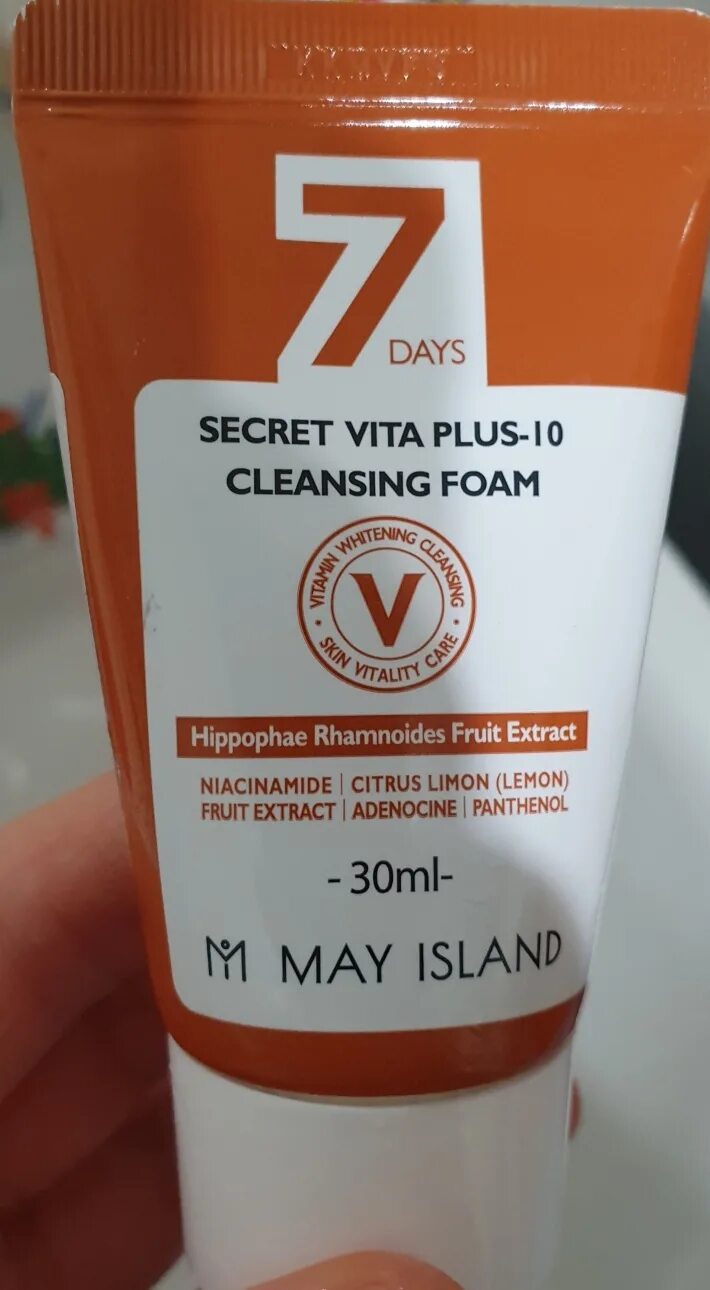 7
DAYS
SECRET VITA PLUS-10
CLEANSING FOAM
VITAMIN WHITENING CLEANSING
V
• SKIN VITALITY CARE •
Hippophae Rhamnoides Fruit Extract
NIACINAMIDE | CITRUS LIMON (LEMON)
FRUIT EXTRACT | ADENOCINE | PANTHENOL
- 30ml-
MAY ISLAND